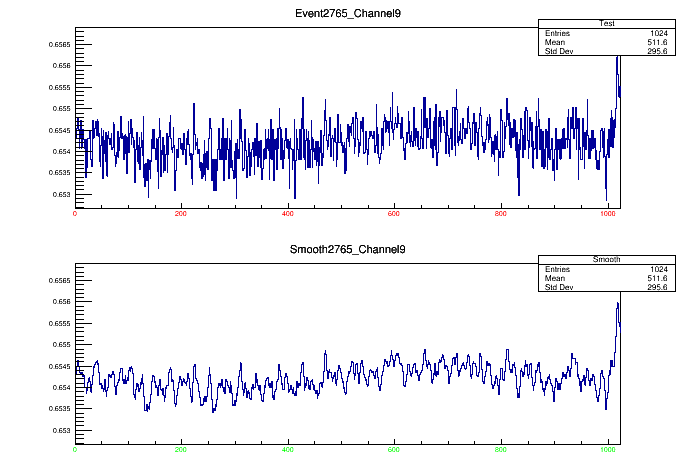 Event2765_Channel9
Test
Entries 1024
Mean 511.6
Std Dev 295.6
0.6565
0.656
0.6555
0.655
0.6545
0.654
0.6535
0.653
0 200 400 600 800 1000
Smooth2765_Channel9
Smooth
Entries 1024
Mean 511.6
Std Dev 295.6
0.6565
0.656
0.6555
0.655
0.6545
0.654
0.6535
0.653
0 200 400 600 800 1000